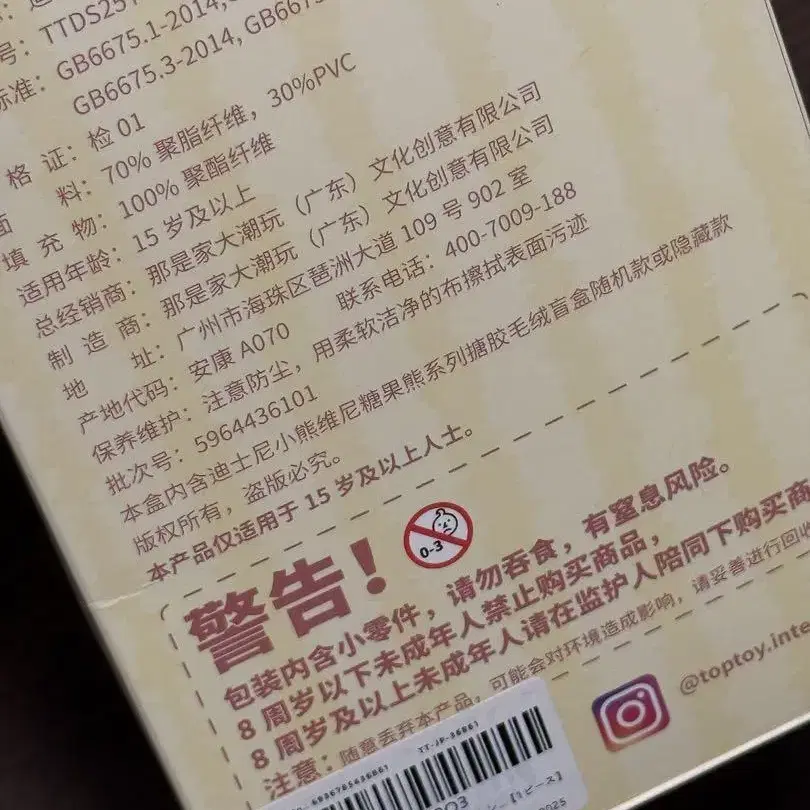 号：TTDS251
标准：GB6675.1-2014,
GB6675.3-2014,
格 证：检 01
面 料：70% 聚脂纤维，30%PVC
填 充 物：100% 聚酯纤维
适用年龄：15 岁及以上
总经销商：那是家大潮玩（广东）文化创意有限公司
制 造 商：那是家大潮玩（广东）文化创意有限公司
地 址：广州市海珠区琶洲大道 109 号 902 室
产地代码：安康 A070 联系电话：400-7009-188
保养维护：注意防尘，用柔软洁净的布擦拭表面污迹
批次号：5964436101
本盒内含迪士尼小熊维尼糖果熊系列搪胶毛绒盲盒随机款或隐藏款
版权所有，盗版必究。
本产品仅适用于 15 岁及以上人士。
0-3
警告！
包装内含小零件，请勿吞食，有窒息风险。
8 周岁以下未成年人禁止购买商品，
8 周岁及以上未成年人请在监护人陪同下购买商
注意：随意丢弃本产品，可能会对环境造成影响，请妥善进行回收
@toptoy.inte
TT-JP-36861